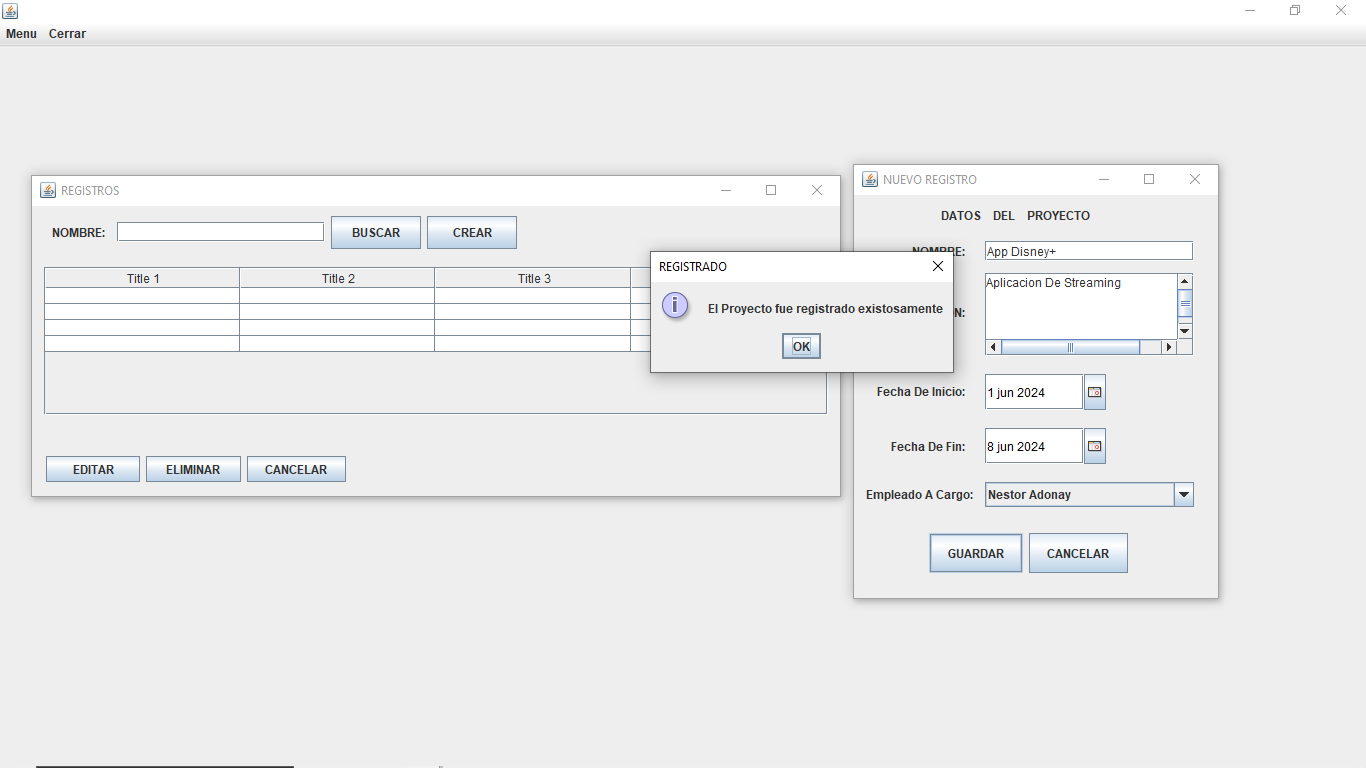 Menu Cerrar
REGISTROS
NOMBRE: BUSCAR CREAR
Title 1 Title 2 Title 3
EDITAR ELIMINAR CANCELAR
REGISTRADO
El Proyecto fue registrado existosamente
OK
NUEVO REGISTRO
DATOS DEL PROYECTO
NOMBRE: App Disney+
N: Aplicacion De Streaming
Fecha De Inicio: 1 jun 2024
Fecha De Fin: 8 jun 2024
Empleado A Cargo: Nestor Adonay
GUARDAR CANCELAR